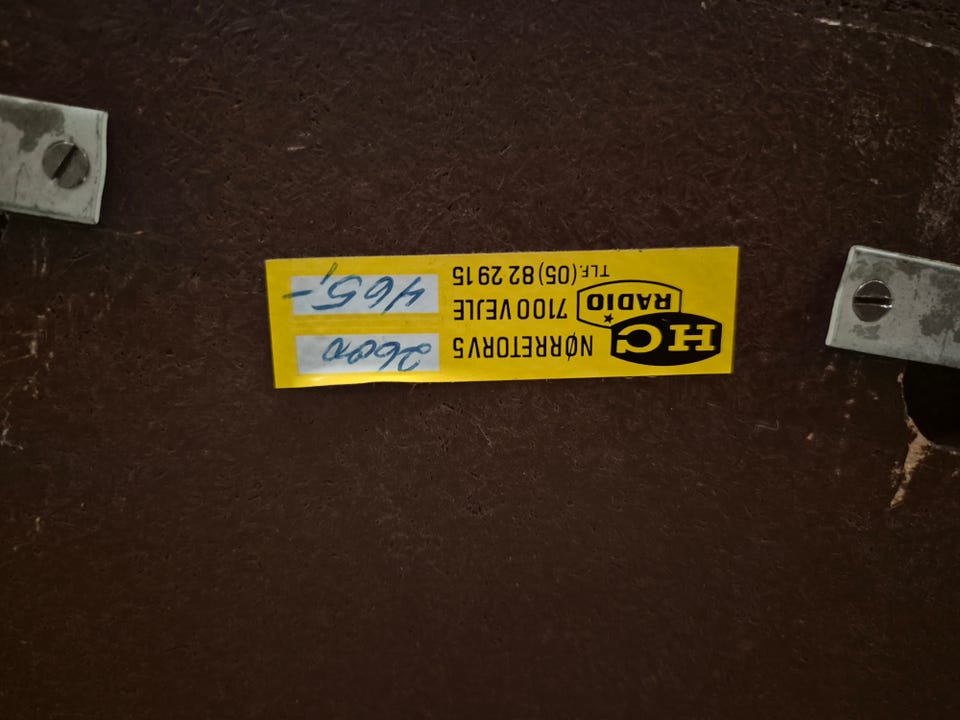 HC
RADIO
NØRRETORV 5
7100 VEJLE
TLF. (05) 82 29 15
2600
465,-